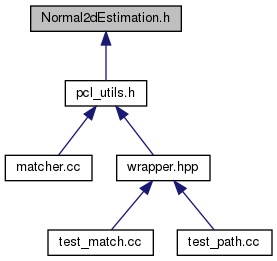 Normal2dEstimation.h
pcl_utils.h
matcher.cc
wrapper.hpp
test_match.cc
test_path.cc